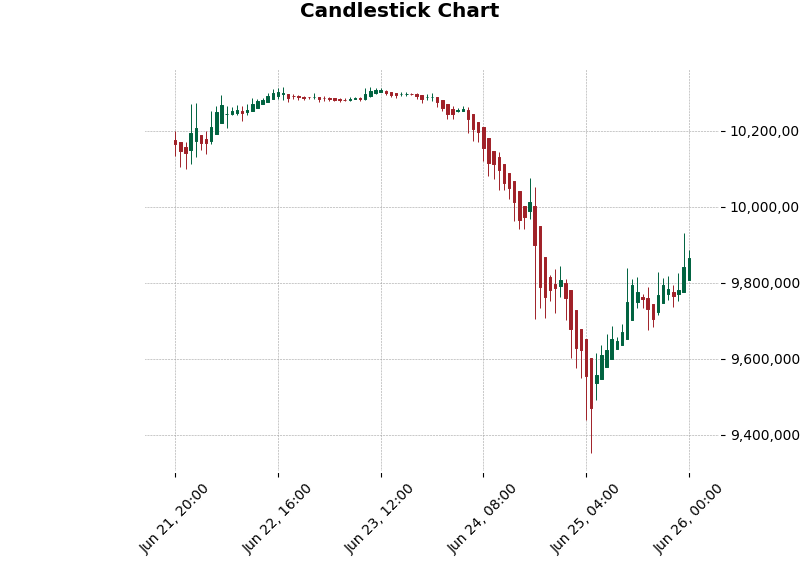 Candlestick Chart
10,200,00
10,000,00
9,800,000
9,600,000
9,400,000
Jun 21, 20:00
Jun 22, 16:00
Jun 23, 12:00
Jun 24, 08:00
Jun 25, 04:00
Jun 26, 00:00